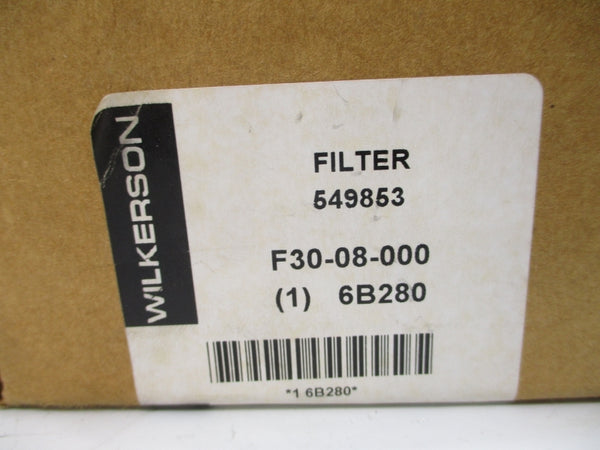 WILKERSON
FILTER
549853
F30-08-000
(1) 6B280
*1 6B280*